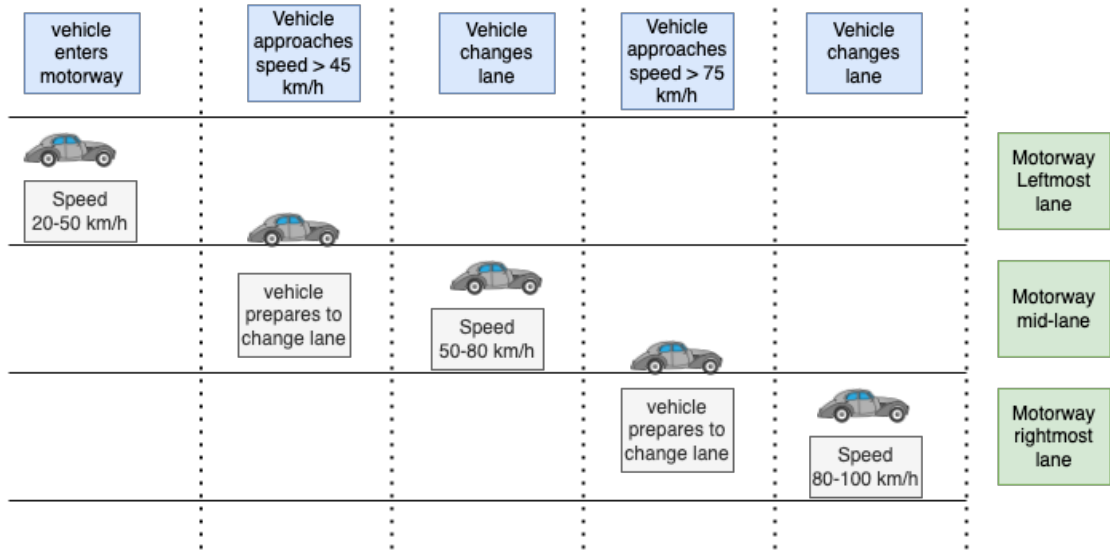 vehicle
enters
motorway
Vehicle
approaches
speed > 45
km/h
Vehicle
changes
lane
Vehicle
approaches
speed > 75
km/h
Vehicle
changes
lane
Speed
20-50 km/h
Motorway
Leftmost
lane
vehicle
prepares to
change lane
Speed
50-80 km/h
Motorway
mid-lane
vehicle
prepares to
change lane
Speed
80-100 km/h
Motorway
rightmost
lane